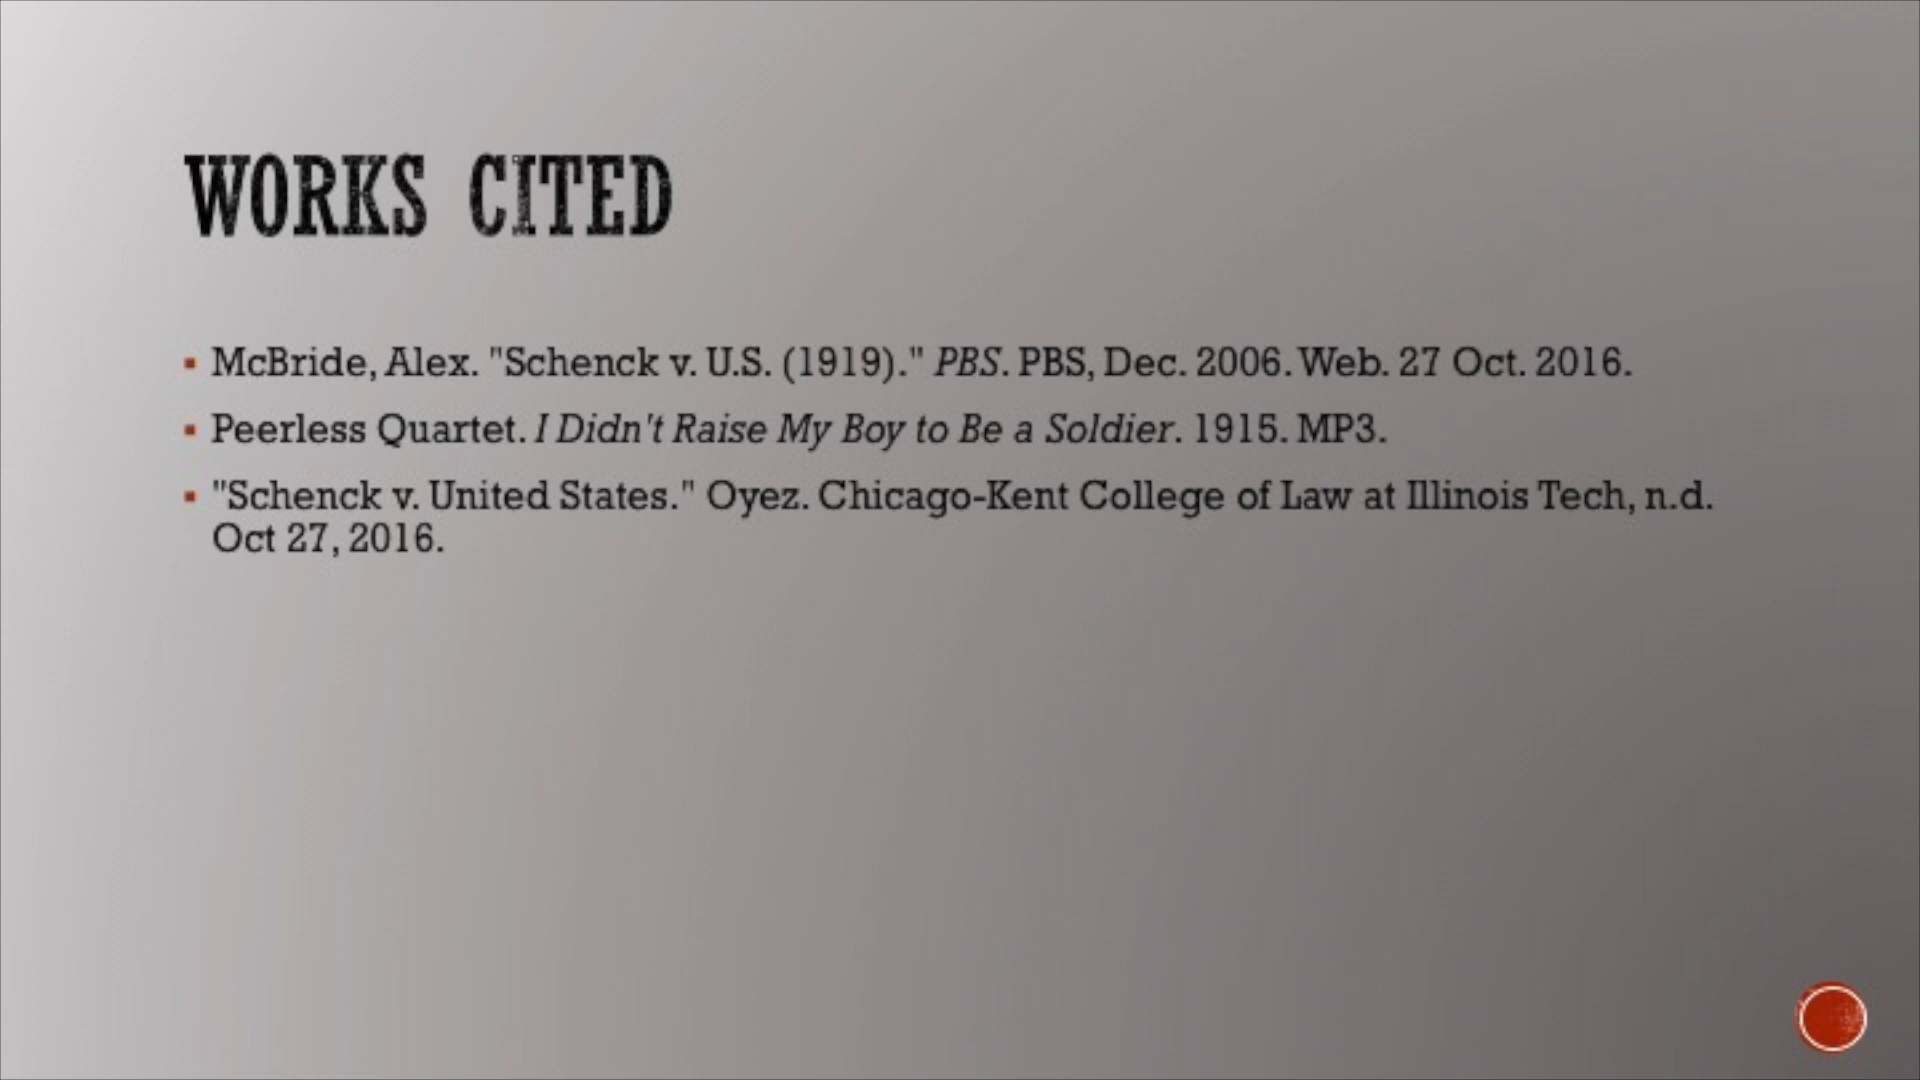 WORKS CITED
McBride, Alex. "Schenck v. U.S. (1919)." PBS. PBS, Dec. 2006. Web. 27 Oct. 2016.
Peerless Quartet. I Didn't Raise My Boy to Be a Soldier. 1915. MP3.
"Schenck v. United States." Oyez. Chicago-Kent College of Law at Illinois Tech, n.d.
Oct 27, 2016.